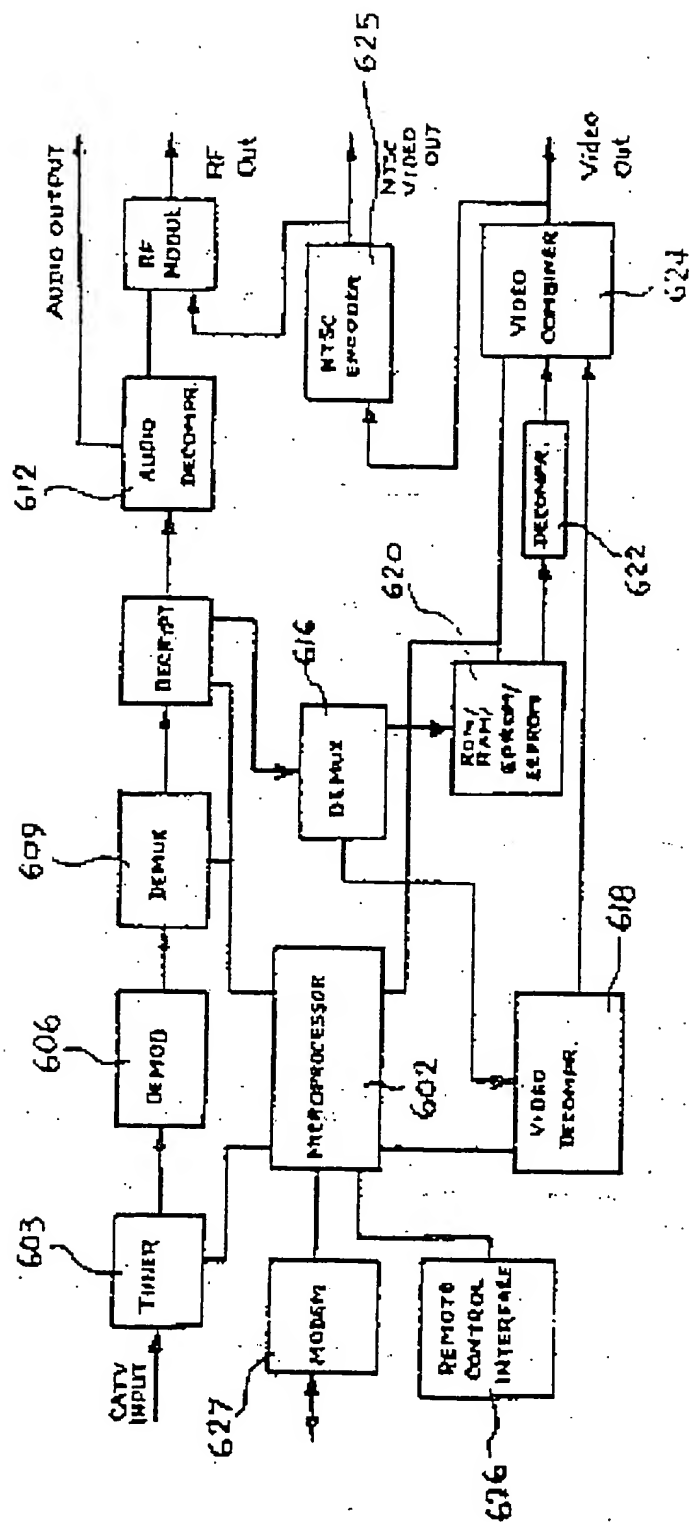 AUDIO OUTPUT
612
AUDIO
DECOMPR.
RF
MODUL
RF
Out
609
DEMUX
DECRYPT
606
DEMOD
603
TUNER
CATV
INPUT
NTSC
ENCODER
NTSC
VIDEO
OUT
625
616
DEMUX
620
ROM/
RAM/
EPROM/
EEPROM
MICROPROCESSOR
602
627
MODEM
DECOMPR.
622
VIDEO
COMBINER
624
Video
Out
REMOTE
CONTROL
INTERFACE
626
VIDEO
DECOMPR.
618